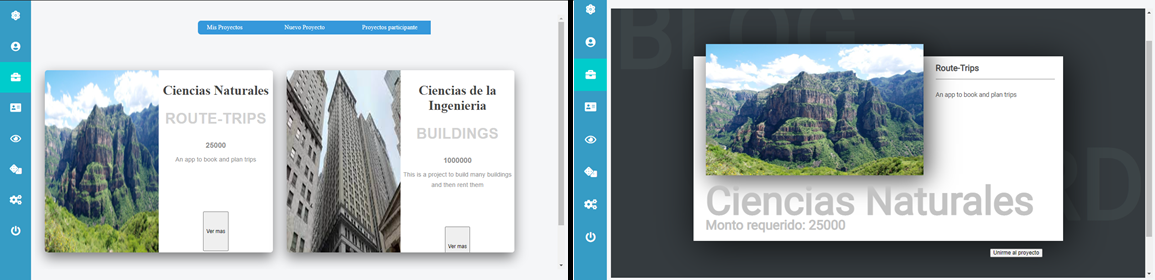 Mis Proyectos Nuevo Proyecto Proyectos participante
Ciencias Naturales
ROUTE-TRIPS
25000
An app to book and plan trips
Ver mas
Ciencias de la
Ingenieria
BUILDINGS
1000000
This is a project to build many buildings
and then rent them
Ver mas
BLOG
Route-Trips
An app to book and plan trips
RD
Ciencias Naturales
Monto requerido: 25000
Unirme al proyecto